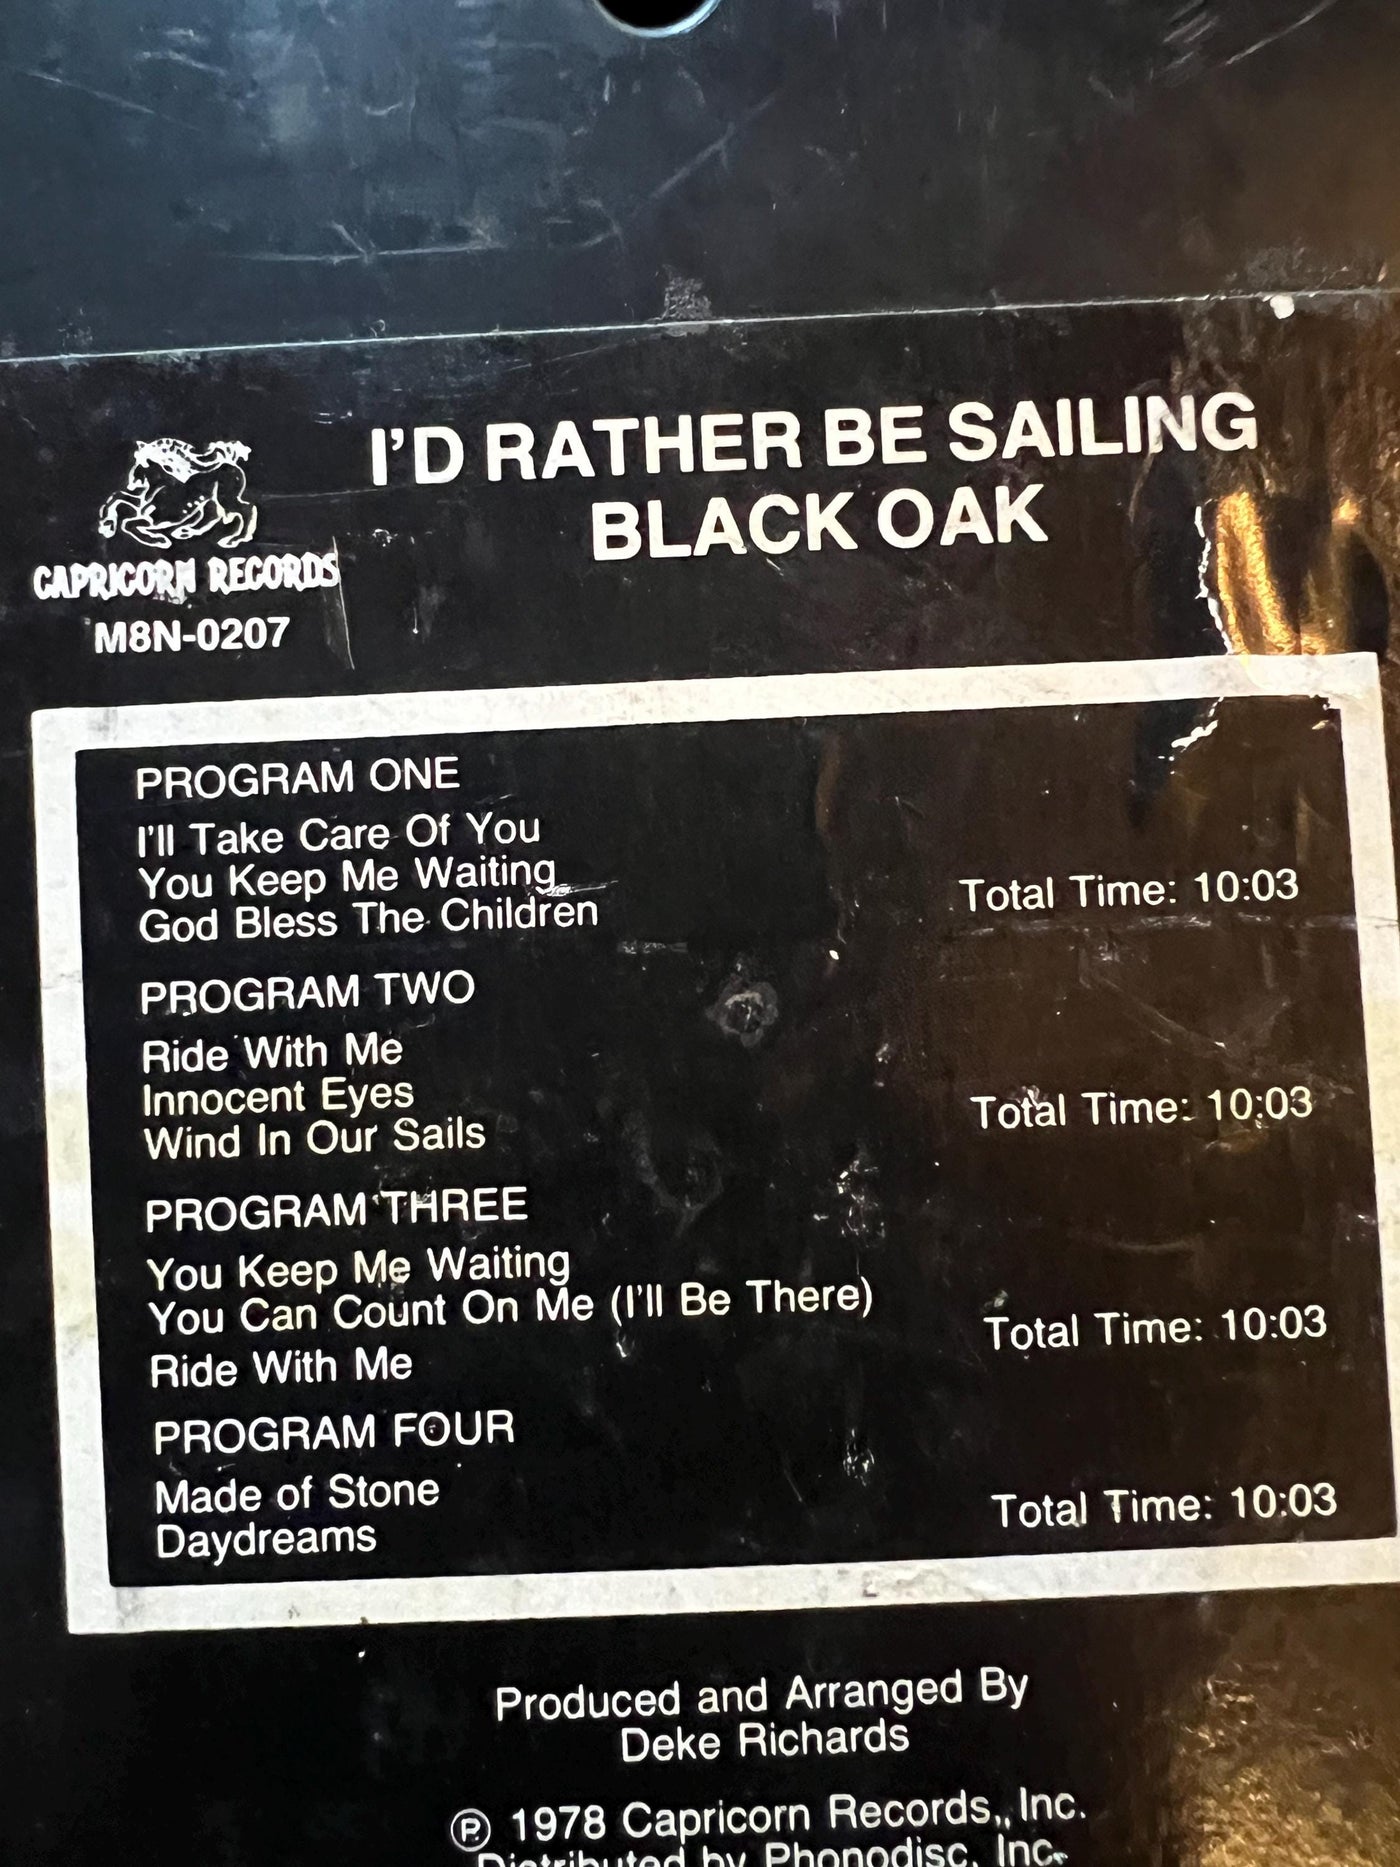 I'D RATHER BE SAILING
BLACK OAK
CAPRICORN RECORDS
M8N-0207
PROGRAM ONE
I'll Take Care Of You
You Keep Me Waiting
God Bless The Children
Total Time: 10:03
PROGRAM TWO
Ride With Me
Innocent Eyes
Wind In Our Sails
Total Time: 10:03
PROGRAM THREE
You Keep Me Waiting
You Can Count On Me (I'll Be There)
Ride With Me
Total Time: 10:03
PROGRAM FOUR
Made of Stone
Daydreams
Total Time: 10:03
Produced and Arranged By
Deke Richards
℗ 1978 Capricorn Records, Inc.
Distributed by Phonodisc, Inc.